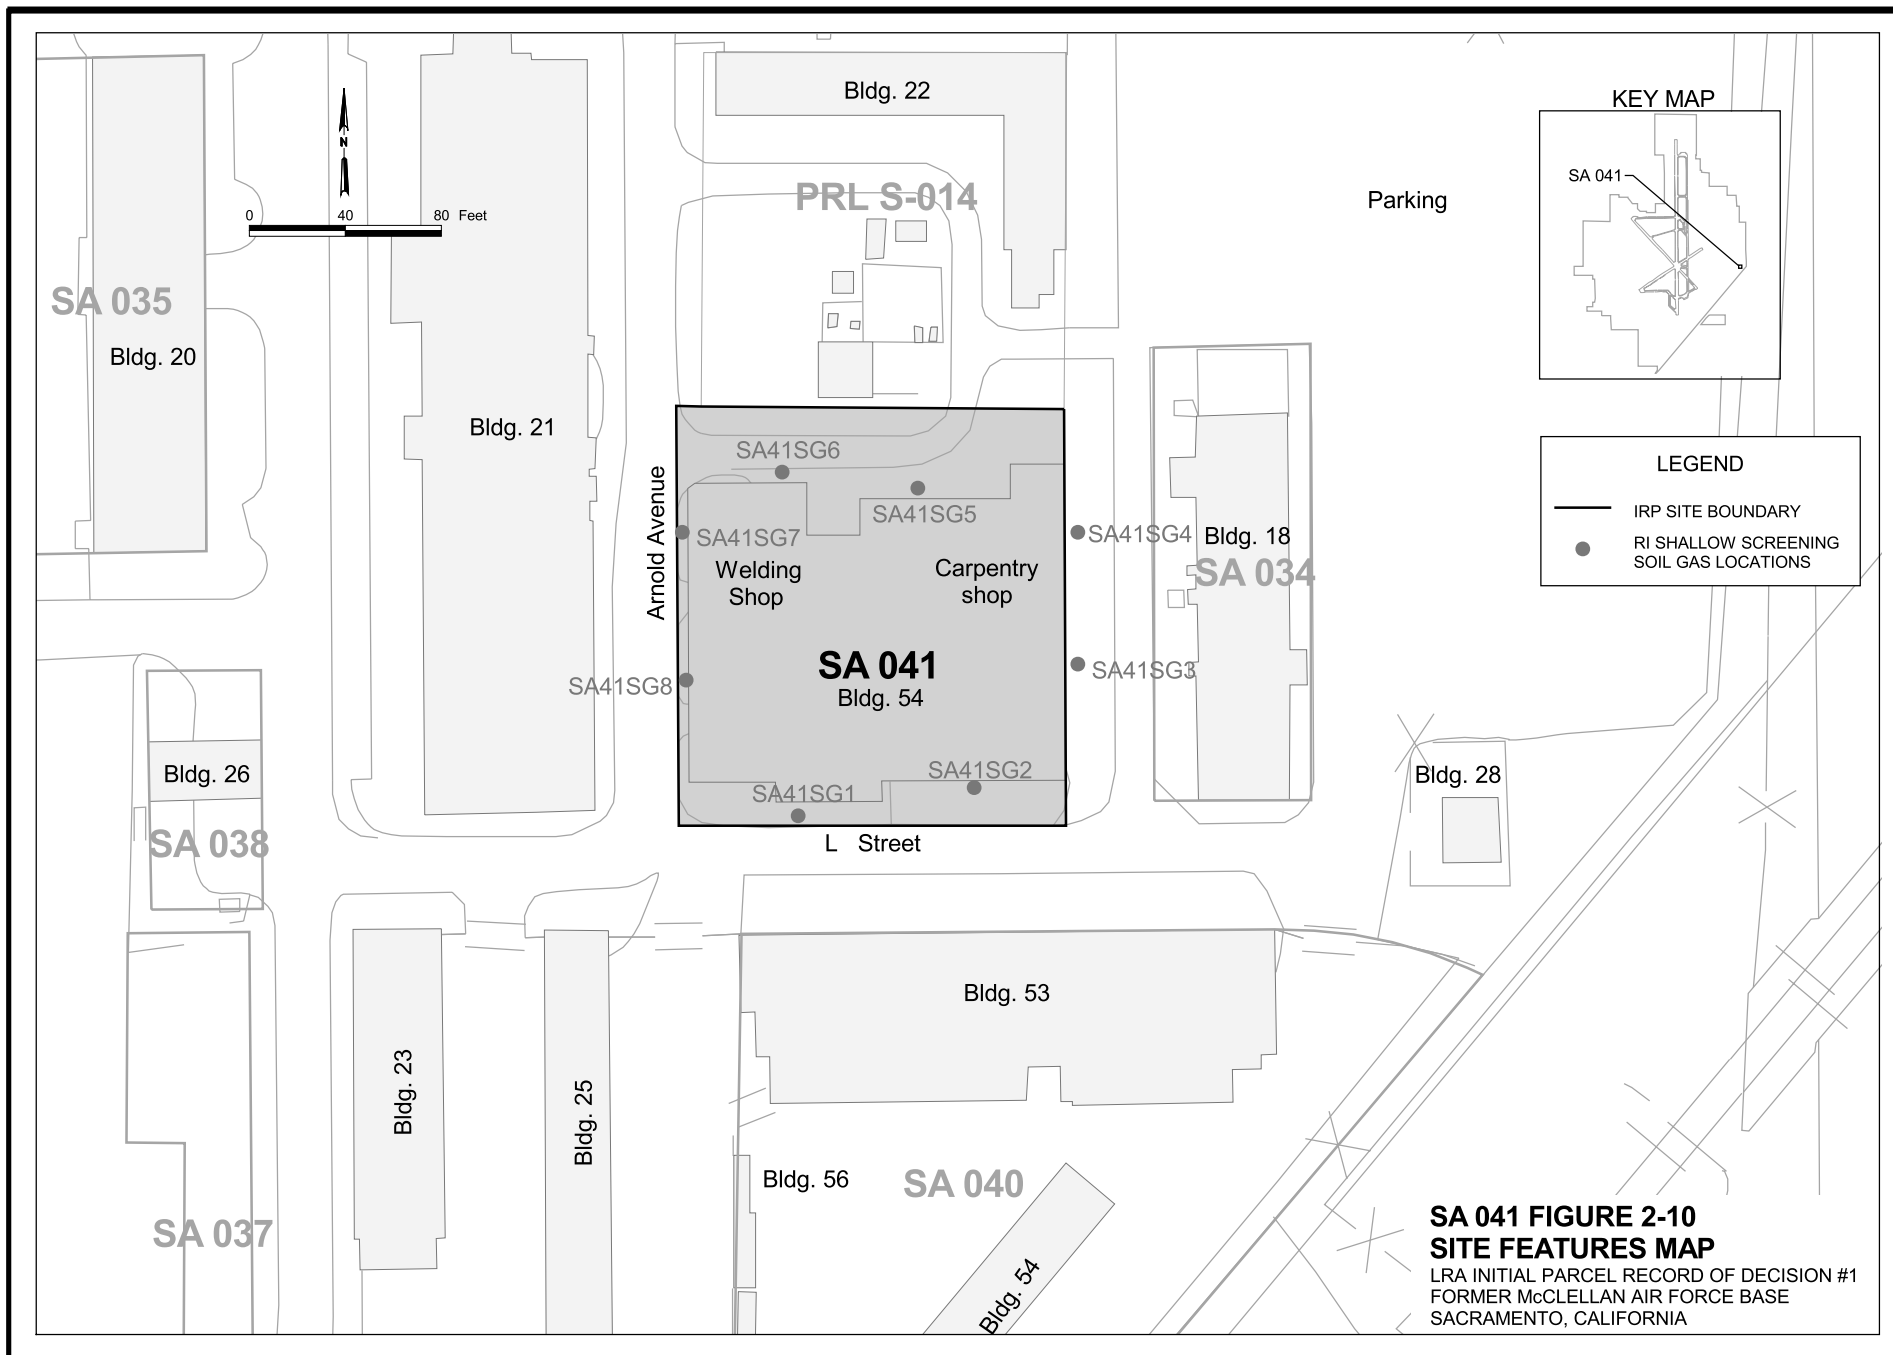 Bldg. 22
KEY MAP
N
SA 041
PRL S-014
Parking
0 40 80 Feet
SA 035
Bldg. 20
Bldg. 21
SA41SG6
LEGEND
IRP SITE BOUNDARY
RI SHALLOW SCREENING
SOIL GAS LOCATIONS
Arnold Avenue
SA41SG5
SA41SG7
SA41SG4
Bldg. 18
SA 034
Welding
Shop
Carpentry
shop
SA 041
Bldg. 54
SA41SG3
SA41SG8
SA41SG2
SA41SG1
Bldg. 26
Bldg. 28
SA 038
L Street
Bldg. 53
Bldg. 23
Bldg. 25
Bldg. 56
SA 040
SA 037
Bldg. 54
SA 041 FIGURE 2-10
SITE FEATURES MAP
LRA INITIAL PARCEL RECORD OF DECISION #1
FORMER McCLELLAN AIR FORCE BASE
SACRAMENTO, CALIFORNIA